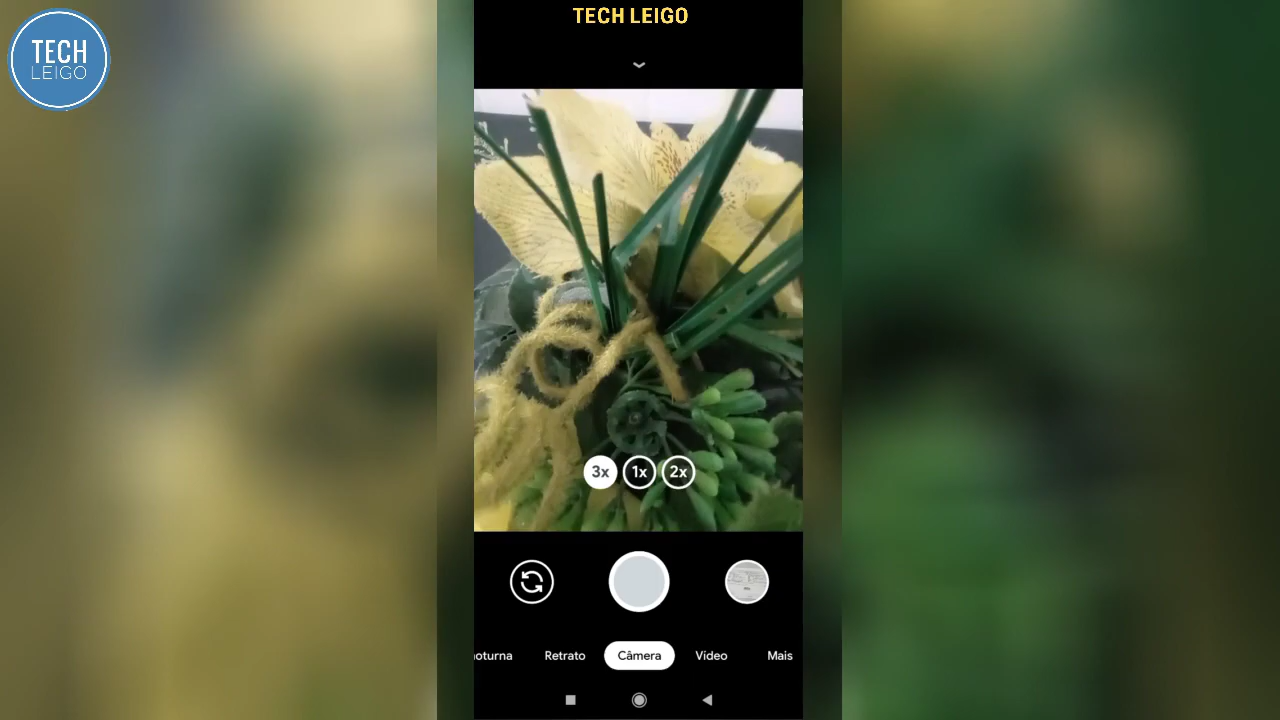 TECH LEIGO
TECH
LEIGO
3x 1x 2x
oturna Retrato Câmera Vídeo Mais